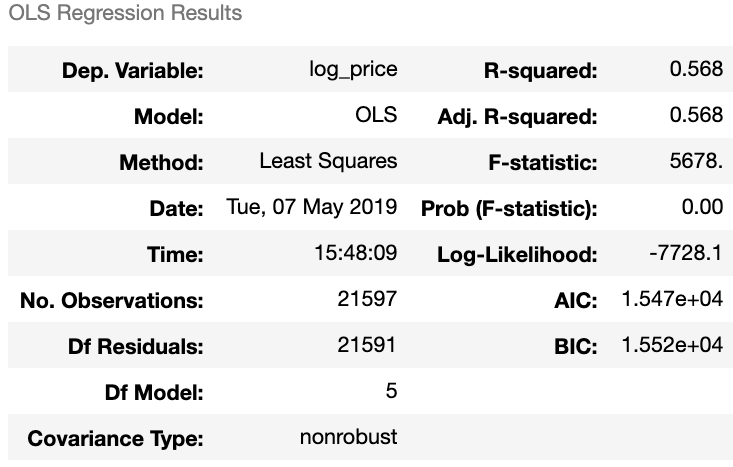 OLS Regression Results
Dep. Variable: log_price R-squared: 0.568
Model: OLS Adj. R-squared: 0.568
Method: Least Squares F-statistic: 5678.
Date: Tue, 07 May 2019 Prob (F-statistic): 0.00
Time: 15:48:09 Log-Likelihood: -7728.1
No. Observations: 21597 AIC: 1.547e+04
Df Residuals: 21591 BIC: 1.552e+04
Df Model: 5
Covariance Type: nonrobust